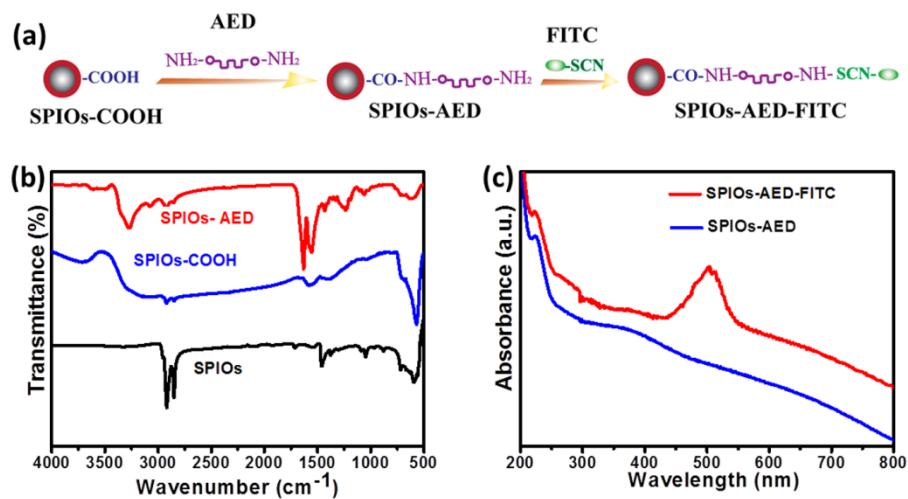 (a)
AED
FITC
NH₂-NH₂
-SCN
-COOH
-CO-NH-NH₂
-CO-NH-NH- SCN-
SPIOs-COOH
SPIOs-AED
SPIOs-AED-FITC
(b)
Transmittance (%)
SPIOs- AED
SPIOs-COOH
SPIOs
4000 3500 3000 2500 2000 1500 1000 500
Wavenumber (cm⁻¹)
(c)
Absorbance (a.u.)
SPIOs-AED-FITC
SPIOs-AED
200 300 400 500 600 700 800
Wavelength (nm)